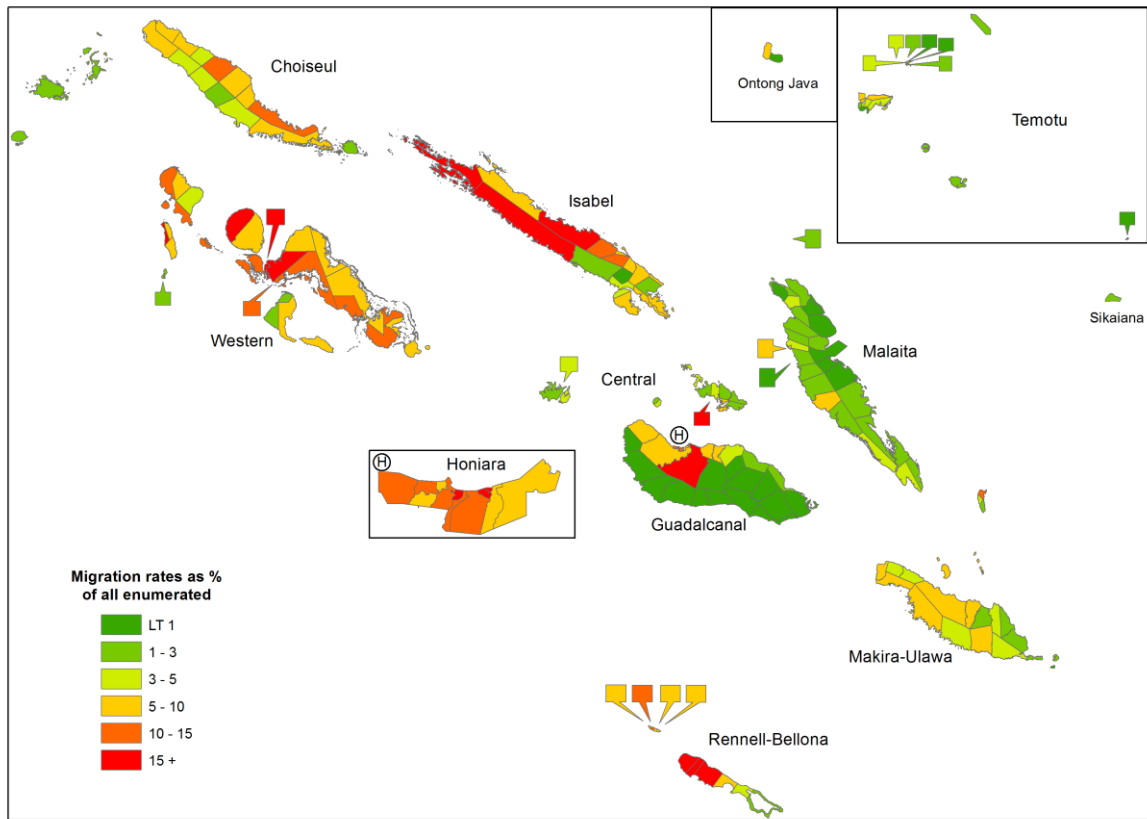 Choiseul
Ontong Java
Temotu
Isabel
Sikaiana
Western
Malaita
Central
H
H
Honiara
Guadalcanal
Migration rates as %
of all enumerated
LT 1
1 - 3
3 - 5
5 - 10
10 - 15
15 +
Makira-Ulawa
Rennell-Bellona